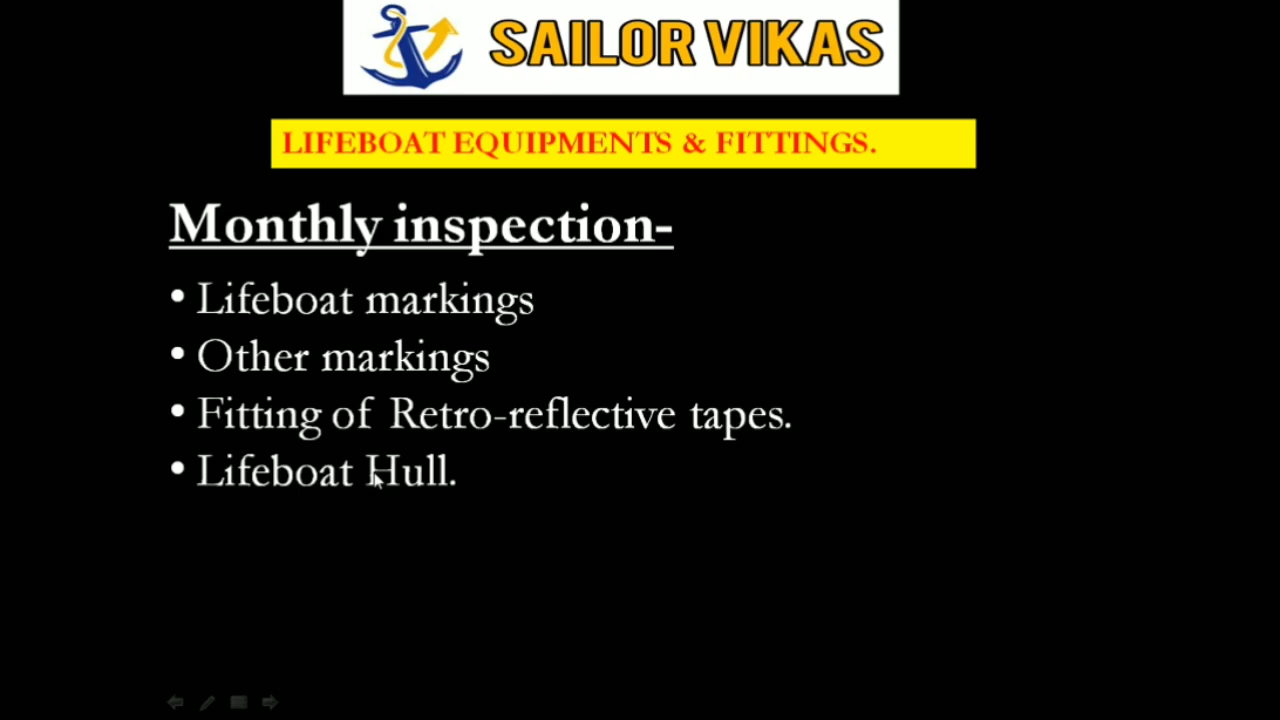 SAILOR VIKAS
LIFEBOAT EQUIPMENTS & FITTINGS.
Monthly inspection-
• Lifeboat markings
• Other markings
• Fitting of Retro-reflective tapes.
• Lifeboat Hull.